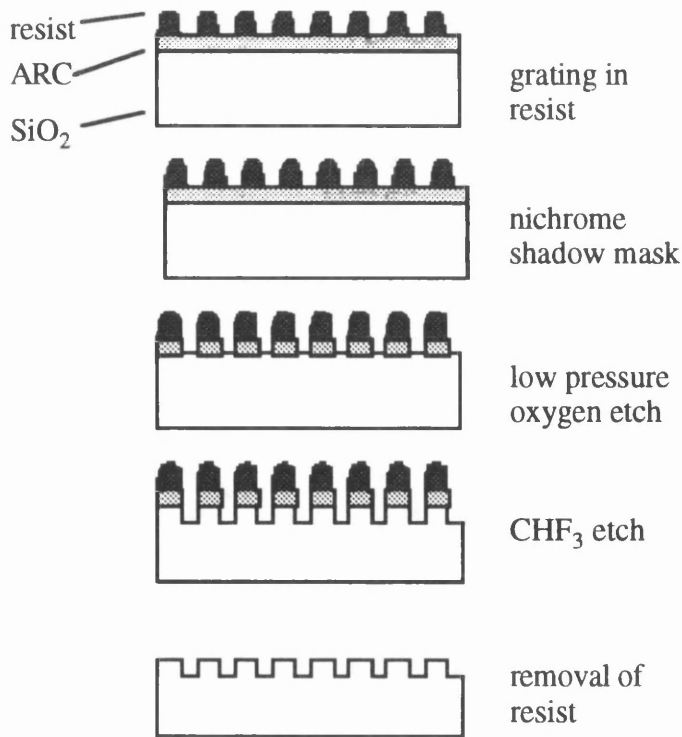 resist
ARC
SiO₂
grating in
resist
nichrome
shadow mask
low pressure
oxygen etch
CHF₃ etch
removal of
resist